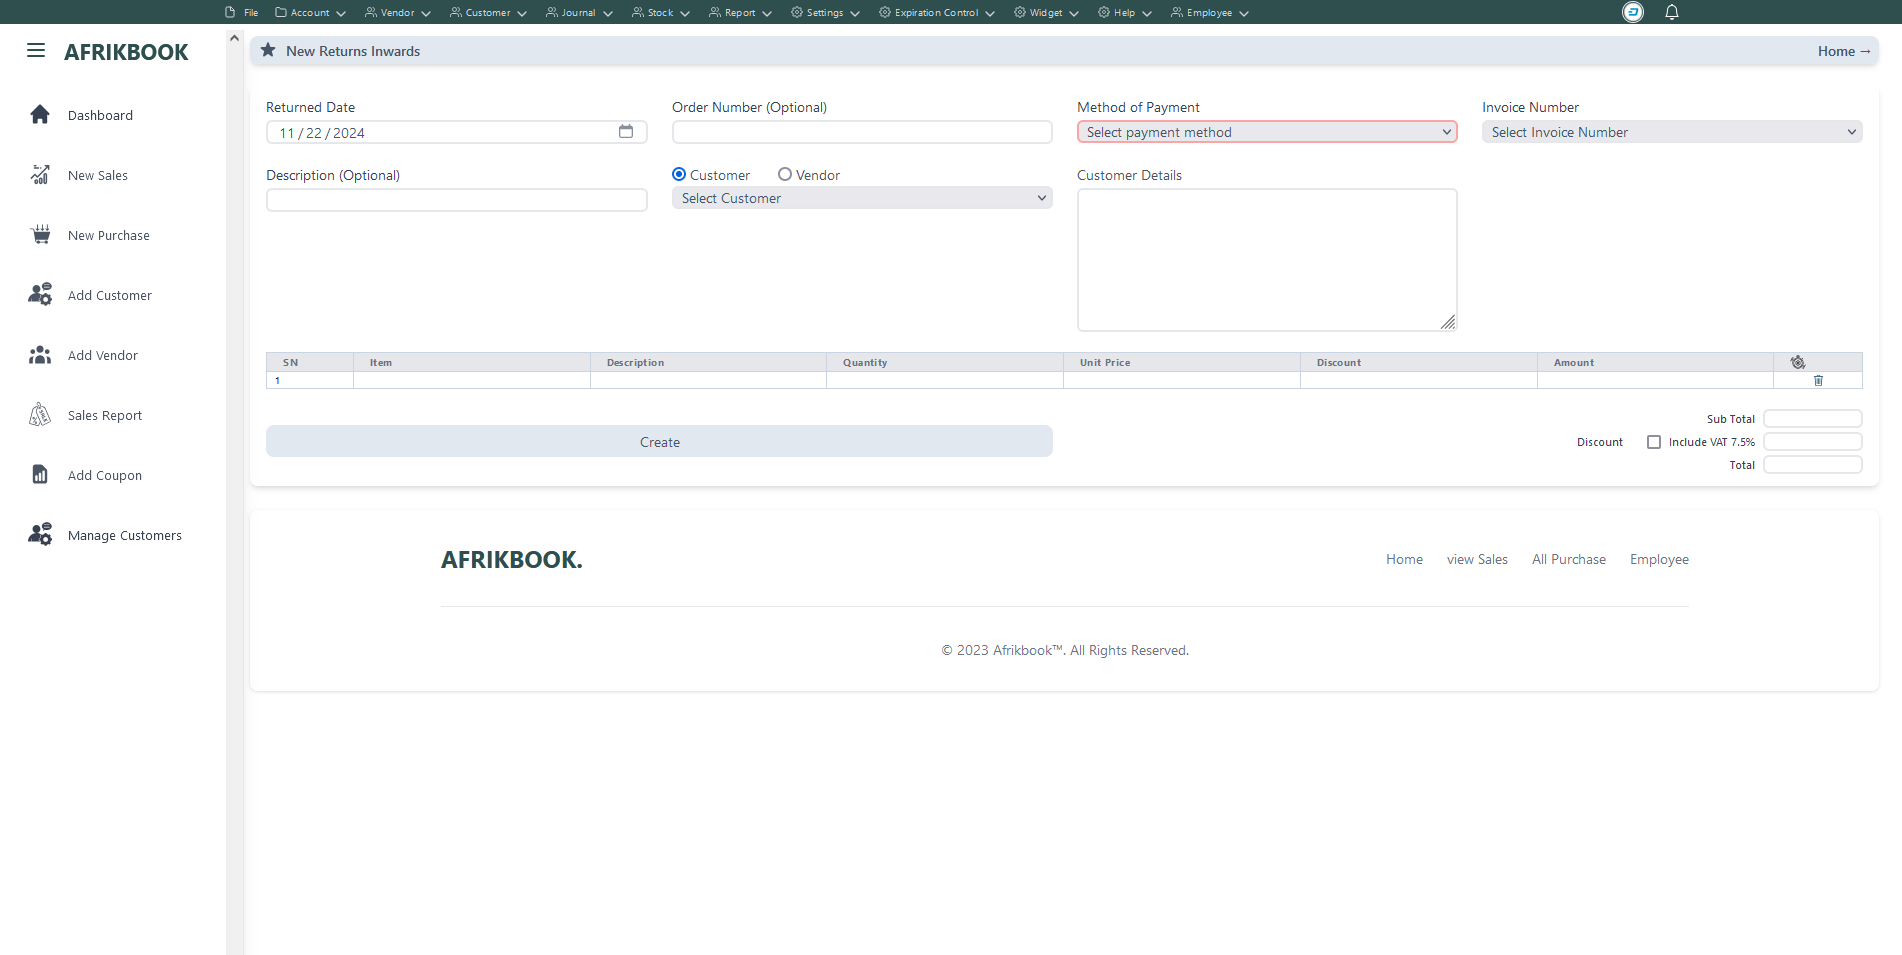 File Account Vendor Customer Journal Stock Report Settings Expiration Control Widget Help Employee
AFRIKBOOK
New Returns Inwards Home →
Dashboard
New Sales
New Purchase
Add Customer
Add Vendor
Sales Report
Add Coupon
Manage Customers
Returned Date Order Number (Optional) Method of Payment Invoice Number
11 / 22 / 2024 Select payment method Select Invoice Number
Description (Optional) Customer Vendor Customer Details
Select Customer
SN Item Description Quantity Unit Price Discount Amount
1
Sub Total
Create Discount Include VAT 7.5%
Total
AFRIKBOOK. Home view Sales All Purchase Employee
© 2023 Afrikbook™. All Rights Reserved.